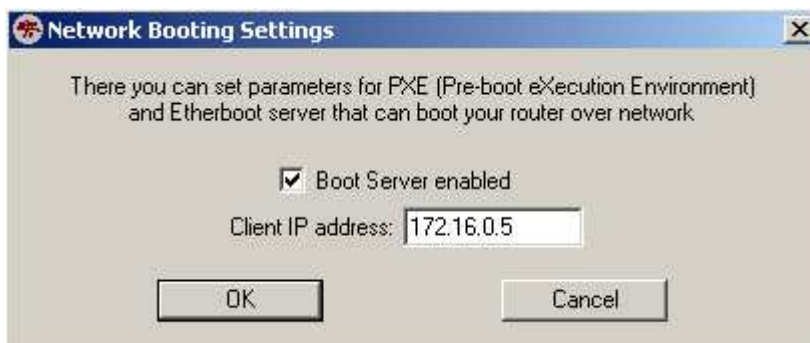 Network Booting Settings
There you can set parameters for PXE (Pre-boot eXecution Environment)
and Etherboot server that can boot your router over network
Boot Server enabled
Client IP address: 172.16.0.5
OK Cancel